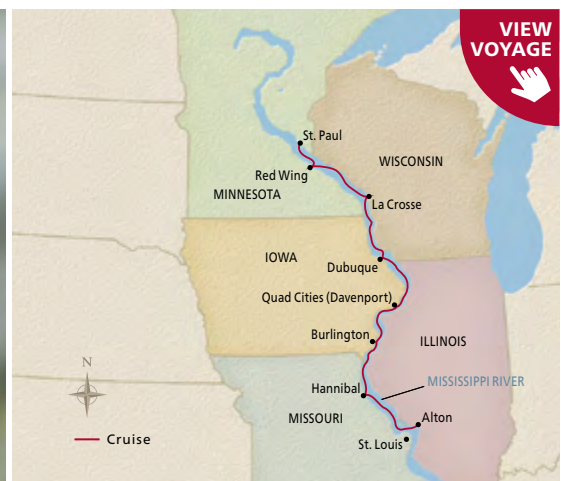 VIEW
VOYAGE
St. Paul
Red Wing
WISCONSIN
MINNESOTA
La Crosse
IOWA
Dubuque
Quad Cities (Davenport)
Burlington
ILLINOIS
N
Hannibal
MISSISSIPPI RIVER
MISSOURI
Alton
Cruise
St. Louis